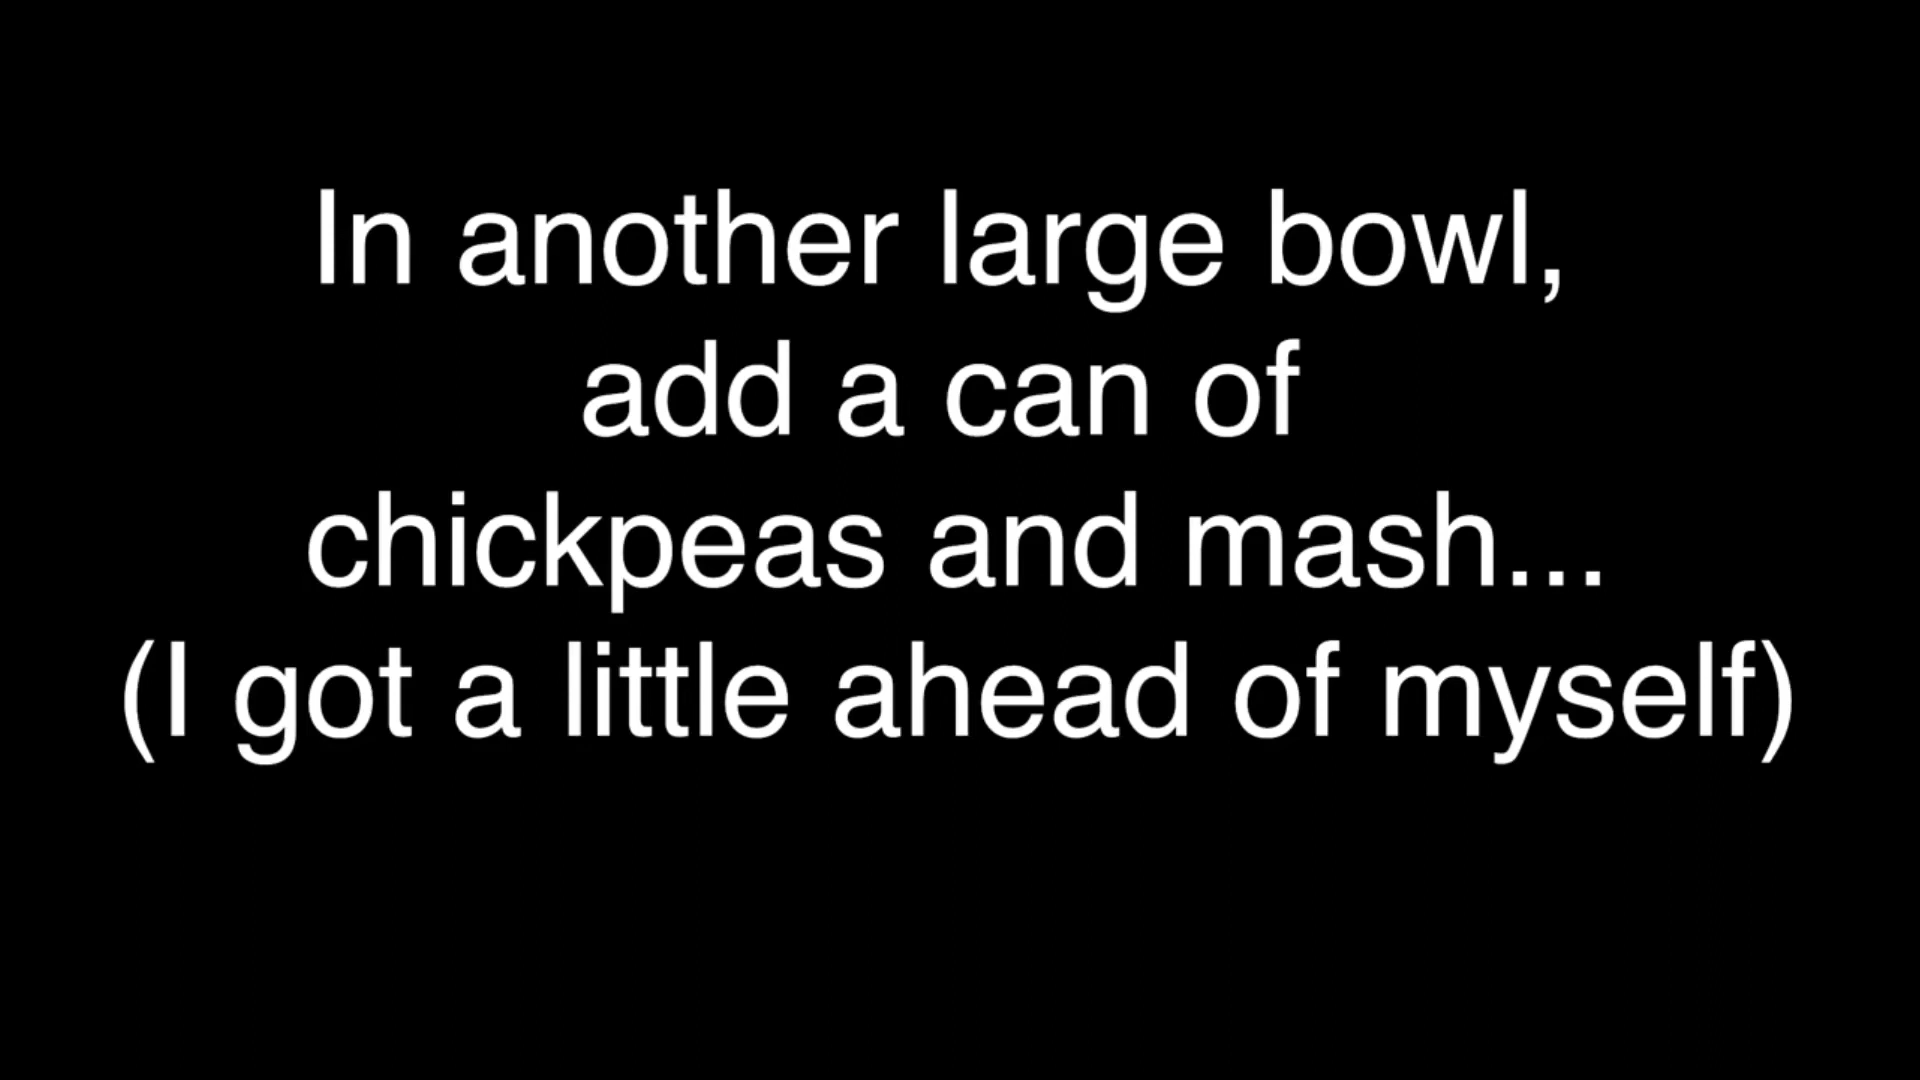 In another large bowl,
add a can of
chickpeas and mash...
(I got a little ahead of myself)